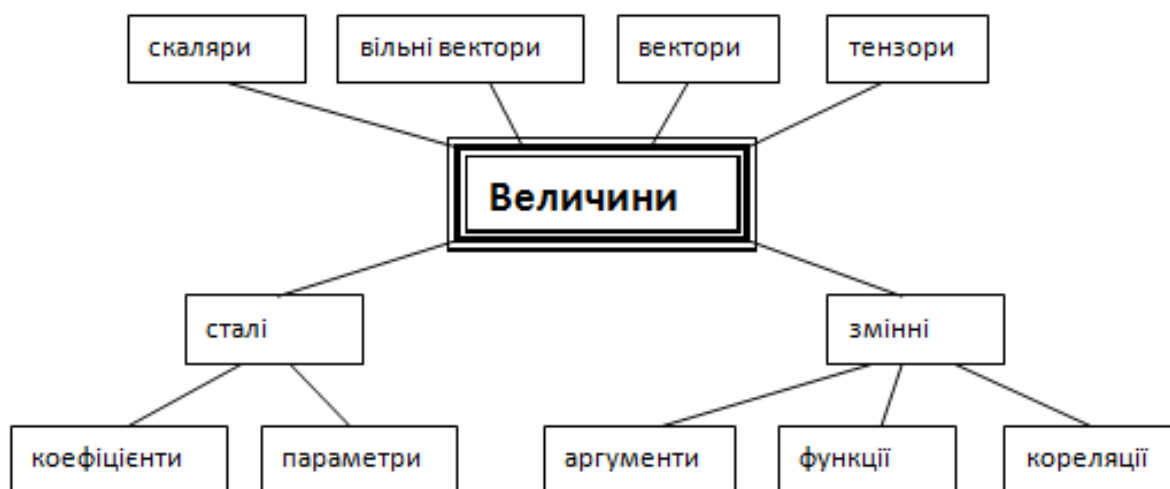 скаляри
вільні вектори
вектори
тензори
Величини
сталі
змінні
коефіцієнти
параметри
аргументи
функції
кореляції